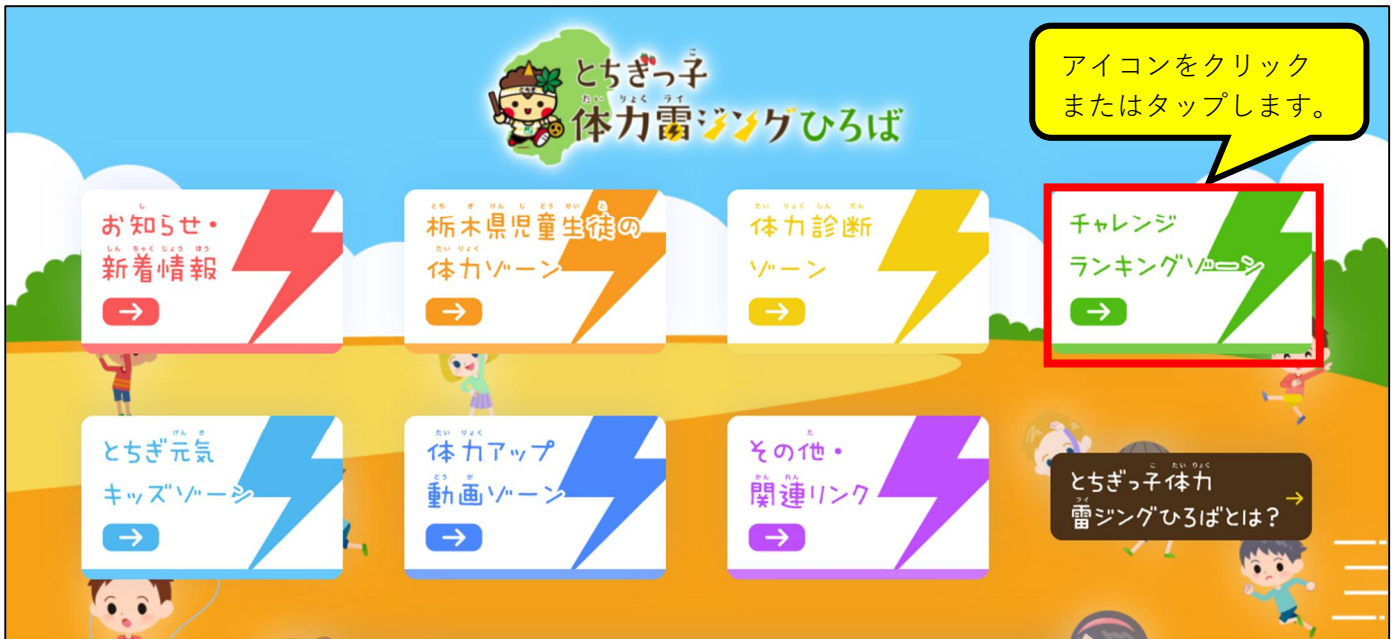 とちぎっ子
体力雷ジングひろば
アイコンをクリック
またはタップします。
お知らせ・
新着情報
栃木県児童生徒の
体力ゾーン
体力診断
ゾーン
チャレンジ
ランキングゾーン
とちぎ元気
キッズゾーン
体力アップ
動画ゾーン
その他・
関連リンク
とちぎっ子体力
雷ジングひろばとは?